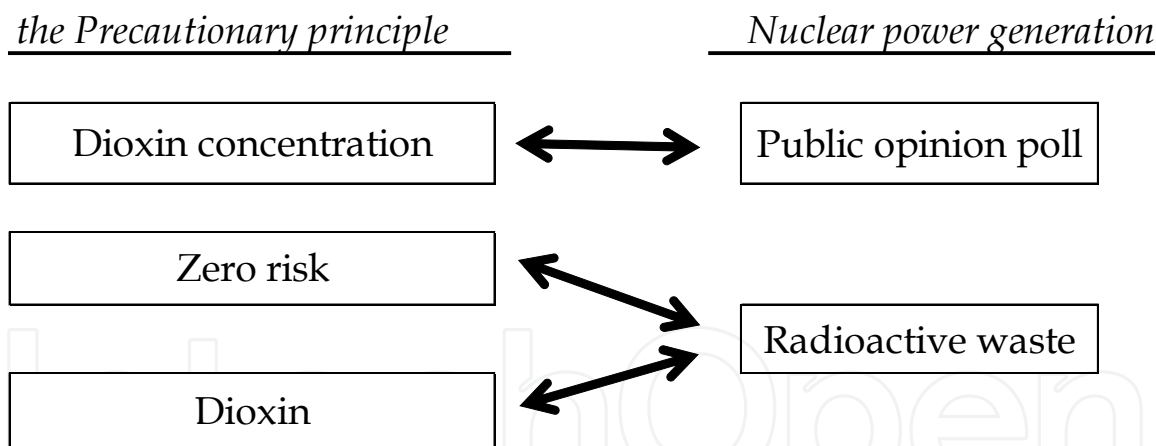 the Precautionary principle
Nuclear power generation
Dioxin concentration
Public opinion poll
Zero risk
Radioactive waste
Dioxin